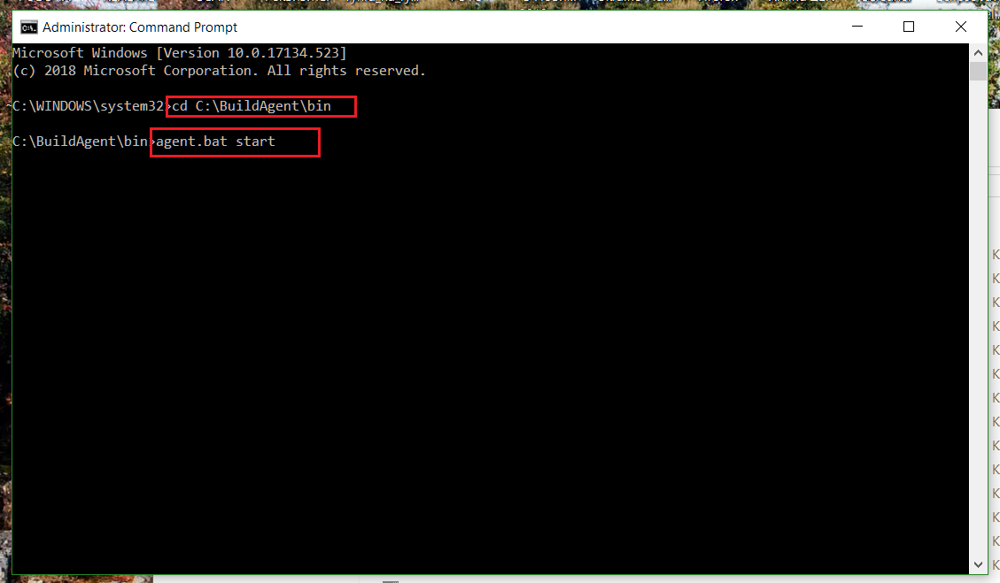 Administrator: Command Prompt
Microsoft Windows [Version 10.0.17134.523]
(c) 2018 Microsoft Corporation. All rights reserved.
C:\WINDOWS\system32>cd C:\BuildAgent\bin
C:\BuildAgent\bin>agent.bat start
K
K
K
K
K
K
K
K
K
K
K
K
K
K